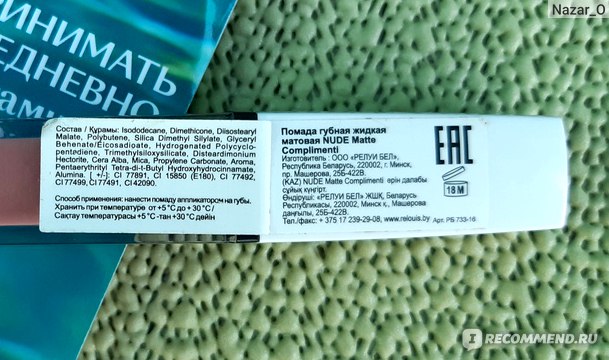 Nazar_O
РИНИМАТЬ
ЕДНЕВНО
Состав / Құрамы: Isododecane, Dimethicone, Diisostearyl
Malate, Polybutene, Silica Dimethyl Silylate, Glyceryl
Behenate/Eicosadioate, Hydrogenated Polycyclo-
pentadiene, Trimethylsiloxysilicate, Disteardimonium
Hectorite, Cera Alba, Mica, Propylene Carbonate, Aroma,
Pentaerythrityl Tetra-di-t-Butyl Hydroxyhydrocinnamate,
Alumina. [ +/-]: CI 77891, CI 15850 (E180), CI 77492,
CI 77499, CI 77491, CI 42090.
Способ применения: нанести помаду аппликатором на губы.
Хранить при температуре от +5°C до +30°C /
Сақтау температурасы +5°C-тан +30°C дейін
Помада губная жидкая
матовая NUDE Matte
Complimenti
Изготовитель : ООО «РЕЛУИ БЕЛ»,
Республика Беларусь, 220002, г. Минск,
пр. Машерова, 25Б-422В.
(KAZ) NUDE Matte Complimenti ерін далабы
сұйық, күңгірт.
Өндіруші: «РЕЛУИ БЕЛ» ЖШҚ, Беларусь
Республикасы, 220002, Минск қ., Машерова
даңғылы, 25Б-422В.
Тел./факс: + 375 17 239-29-08, www.relouis.by
Арт. РБ 733-16
EAC
18 M
IRECOMMEND.RU